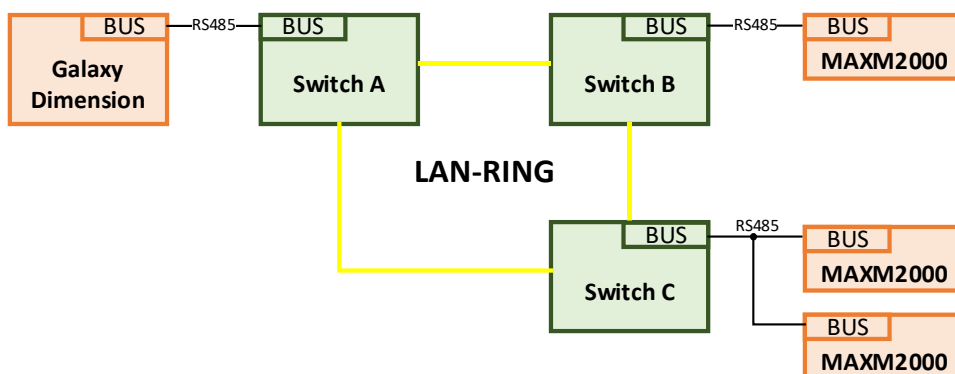 BUS
RS485
BUS
Galaxy
Dimension
Switch A
BUS
RS485
BUS
Switch B
MAXM2000
LAN-RING
BUS
RS485
BUS
Switch C
MAXM2000
BUS
MAXM2000